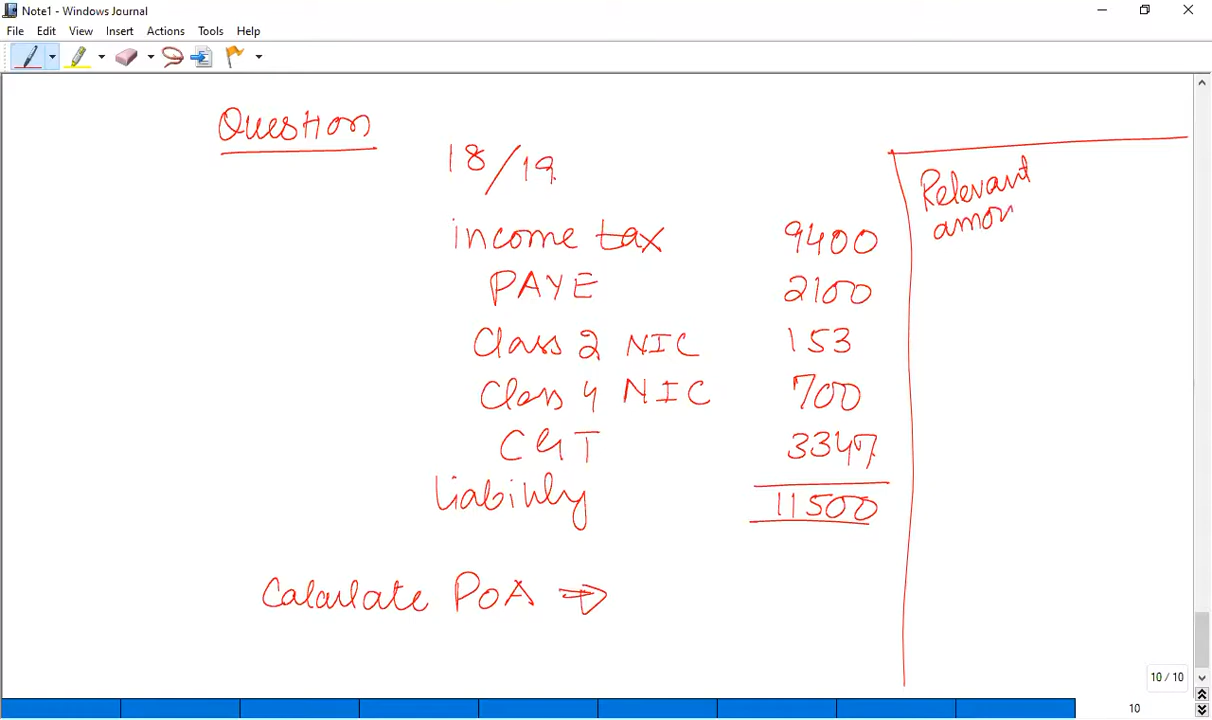 Note1 - Windows Journal
File Edit View Insert Actions Tools Help
Question
18/19
Relevant
amou
income tax 9400
PAYE 2100
Class 2 NIC 153
Class 4 NIC 700
CGT 3347
liability 11500
Calculate PoA →
10 / 10
10